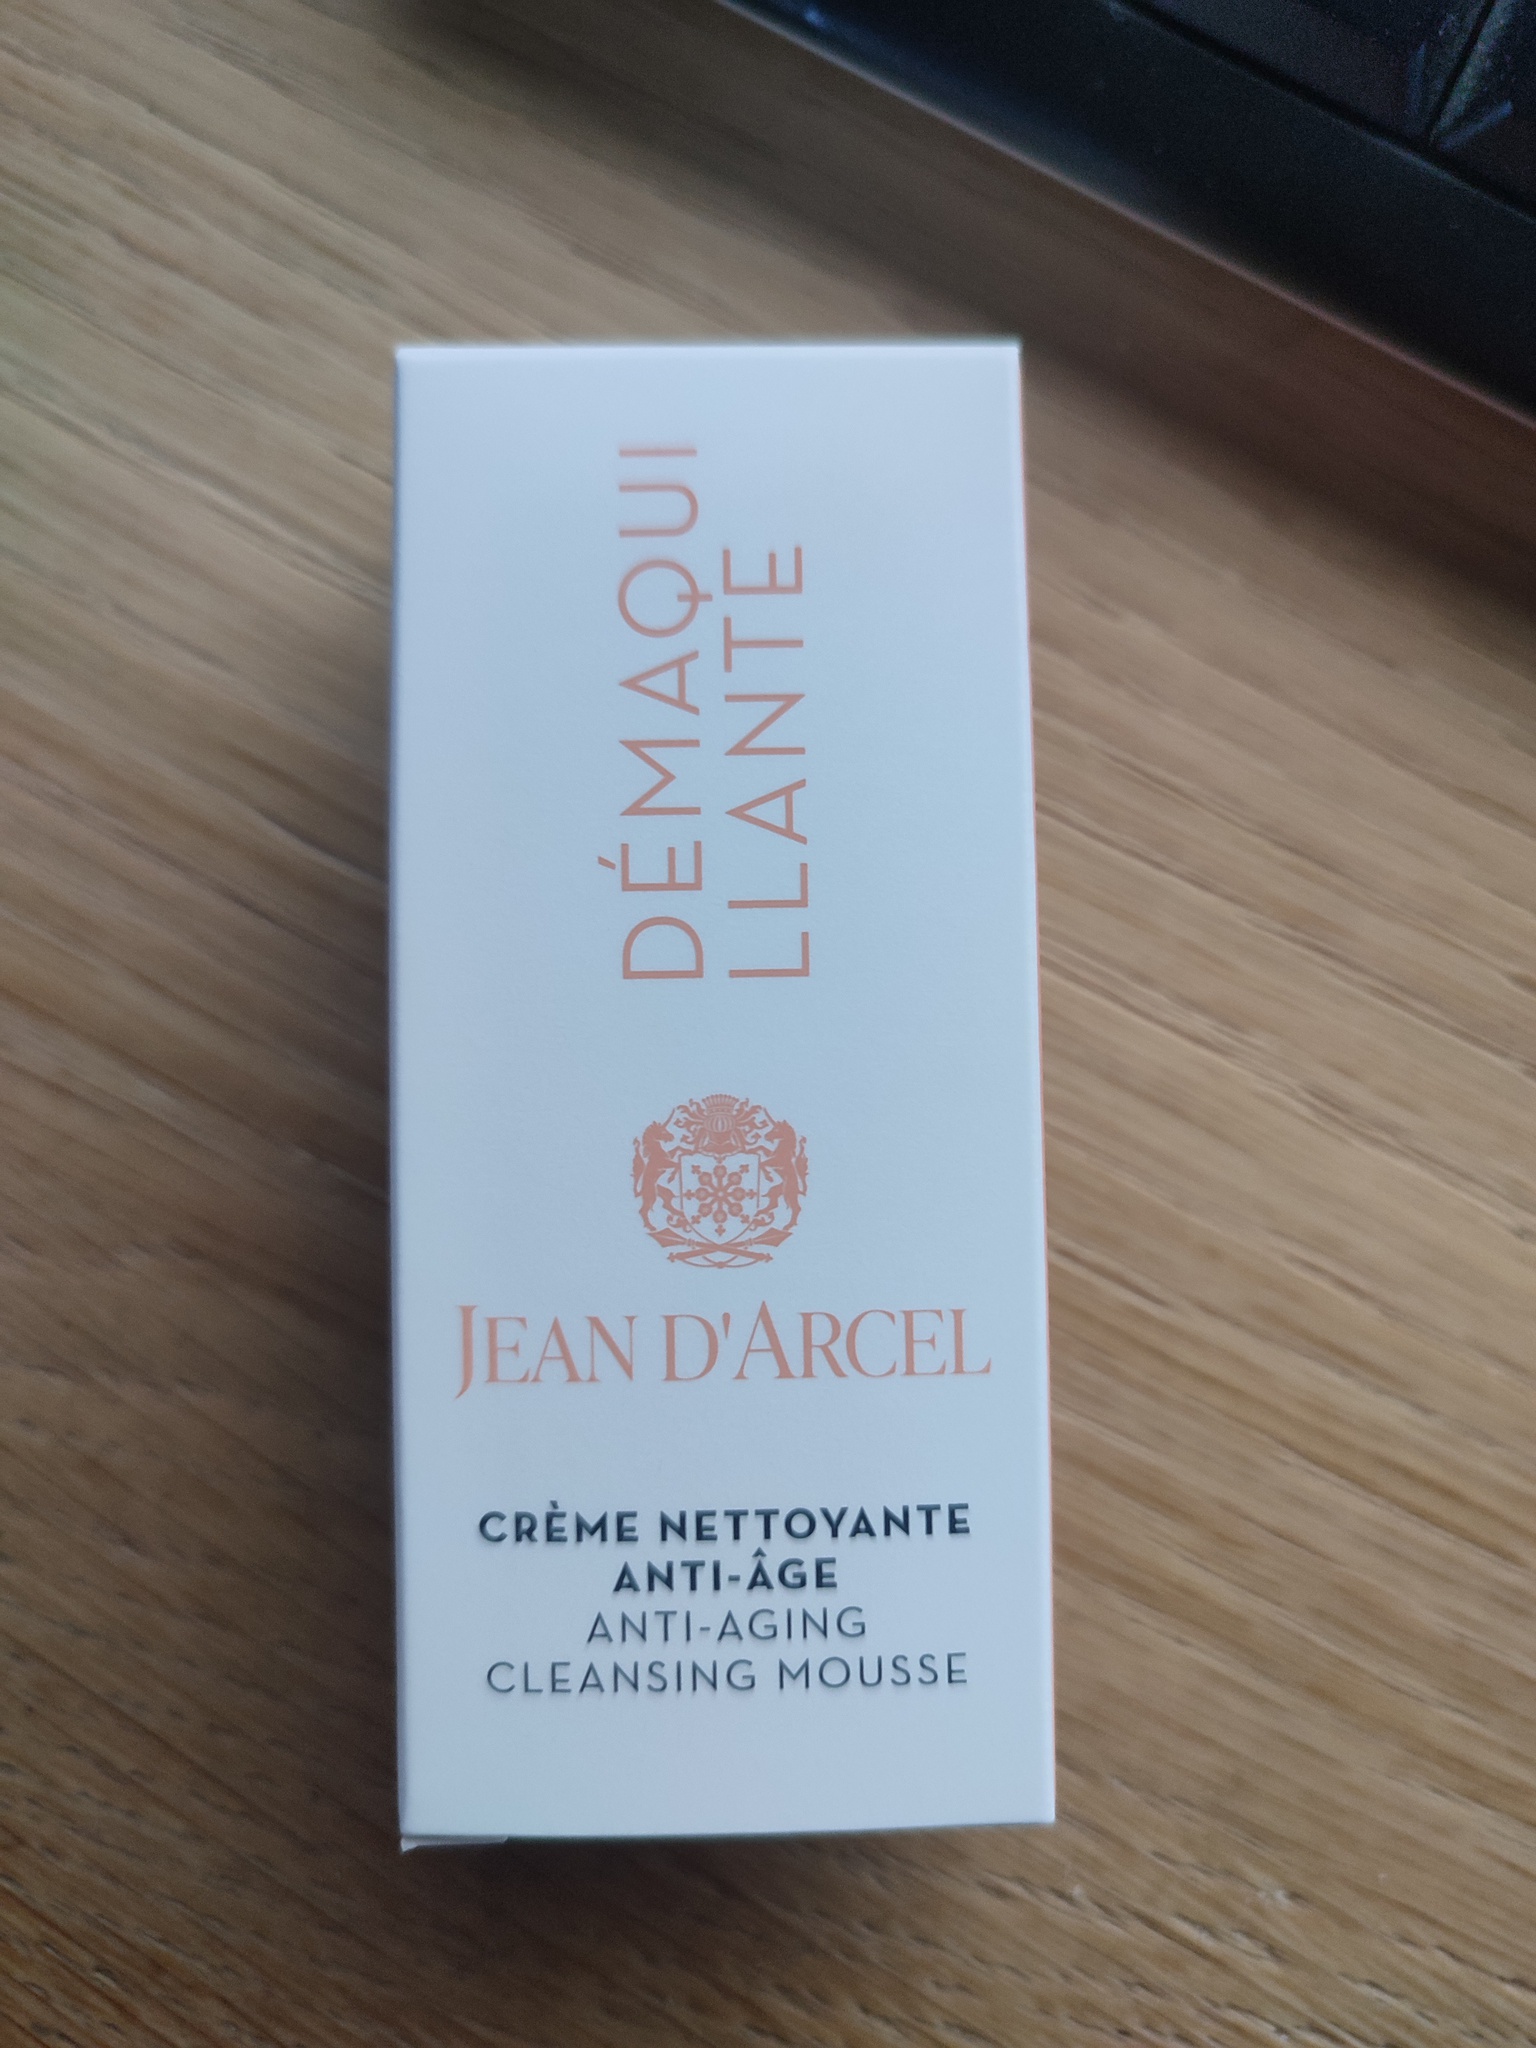 DÉMAQUI
LLANTE
JEAN D'ARCEL
CRÈME NETTOYANTE
ANTI-ÂGE
ANTI-AGING
CLEANSING MOUSSE